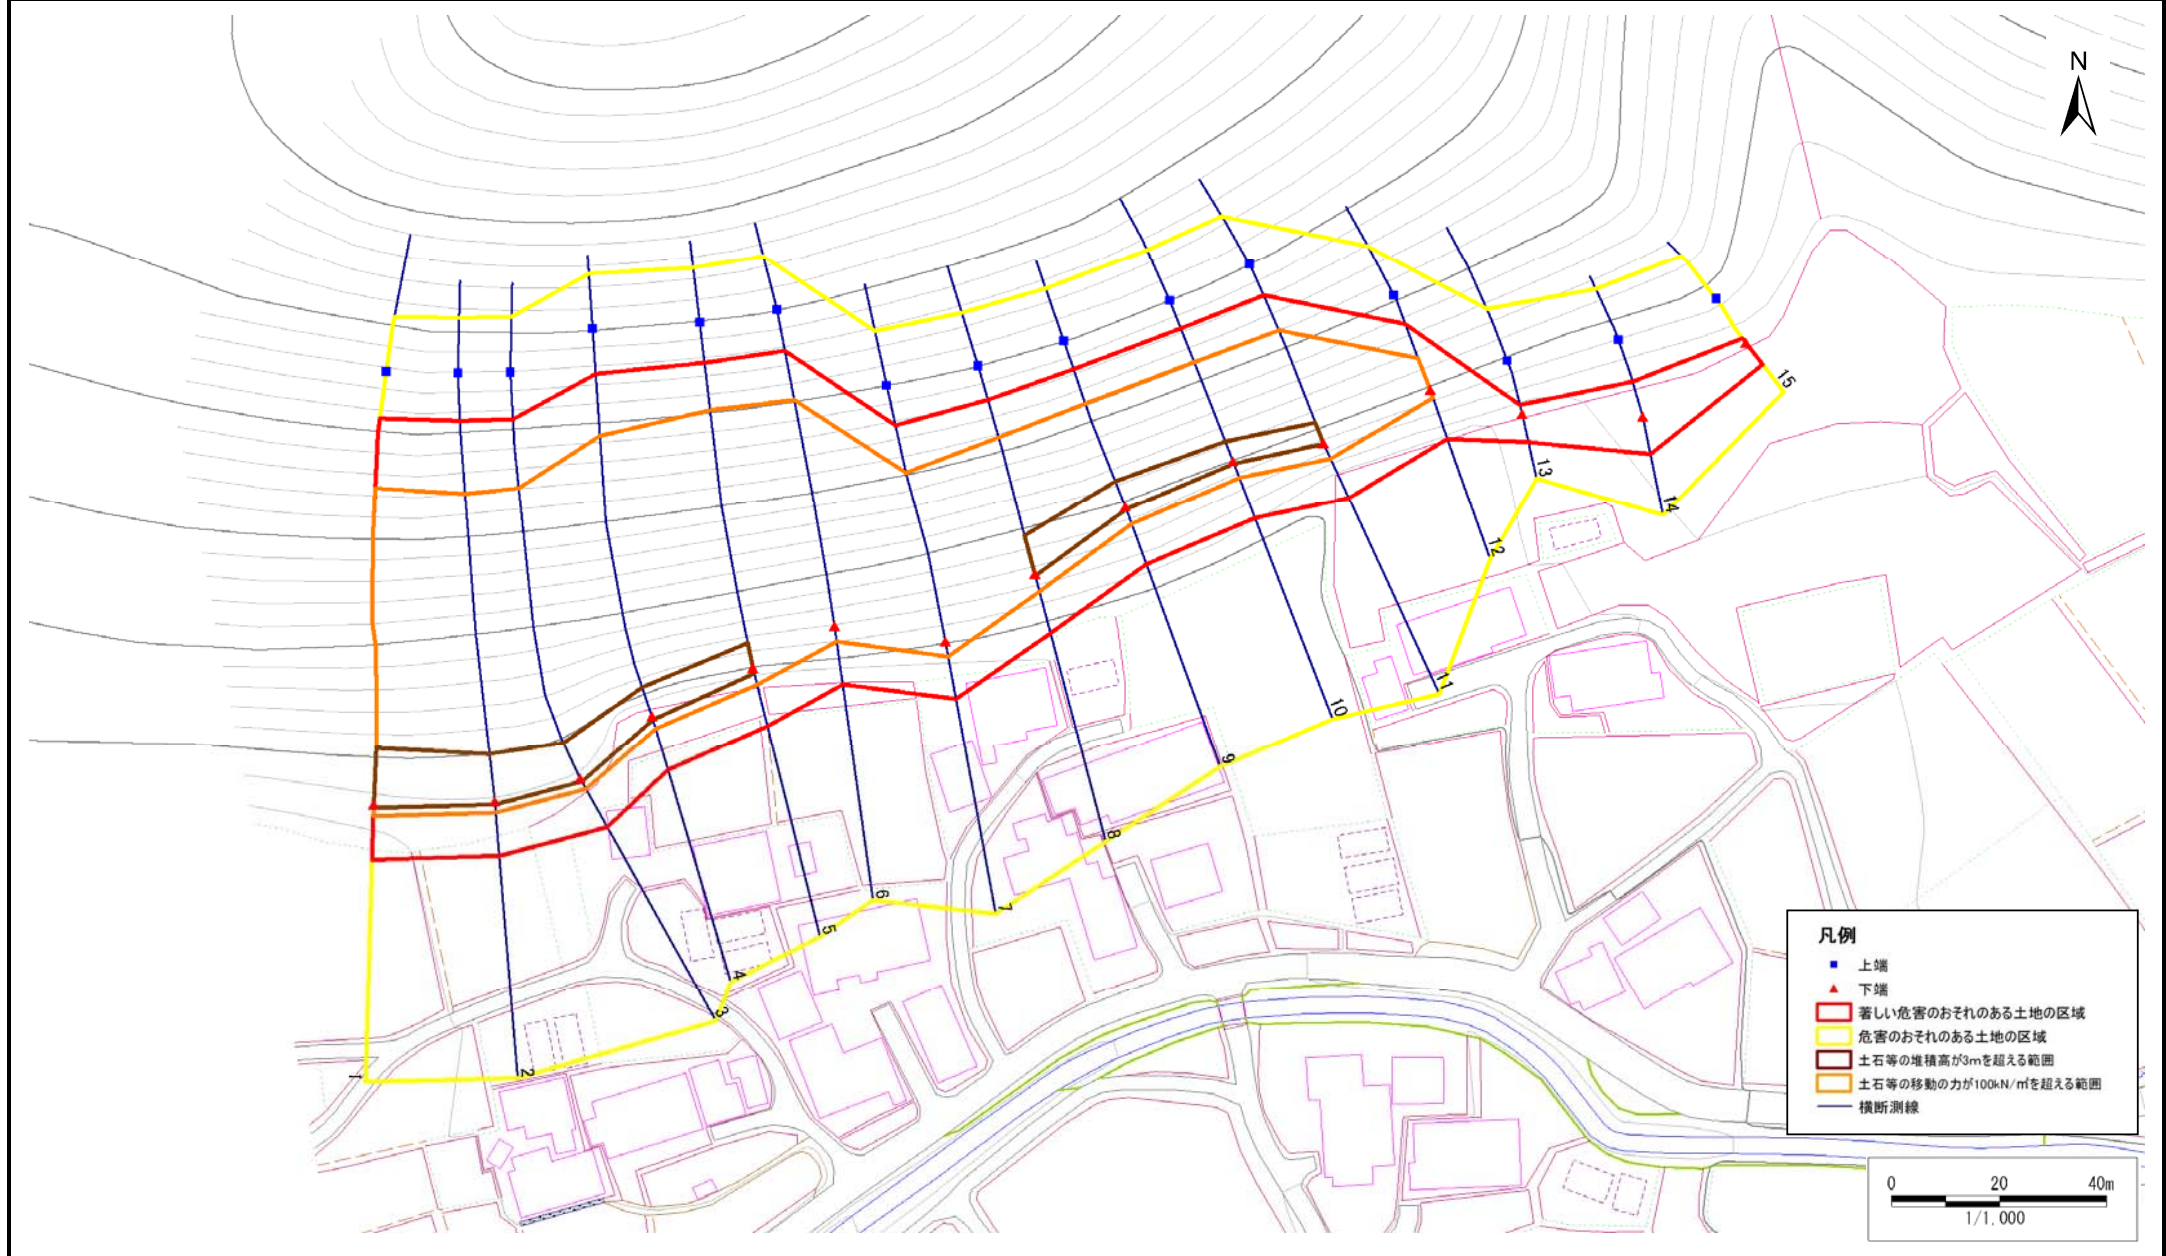 N
15
13
14
12
11
10
9
8
7
6
5
4
3
2
1
凡例
上端
下端
著しい危害のおそれのある土地の区域
危害のおそれのある土地の区域
土石等の堆積高が3mを超える範囲
土石等の移動の力が100kN/㎡を超える範囲
横断測線
0 20 40m
1/1,000